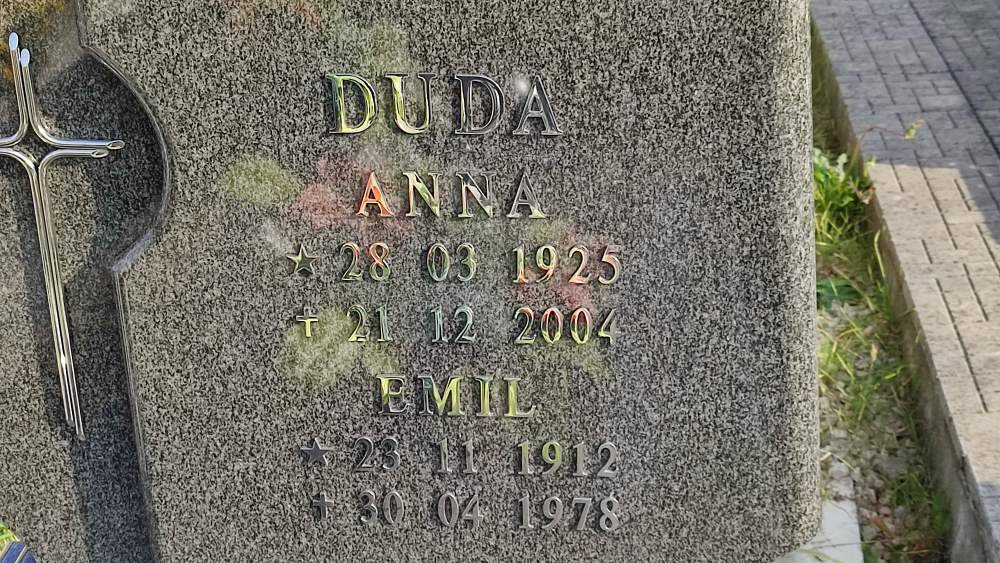 DUDA
ANNA
★ 28 03 1925
✝ 21 12 2004
EMIL
★ 23 11 1912
✝ 30 04 1978